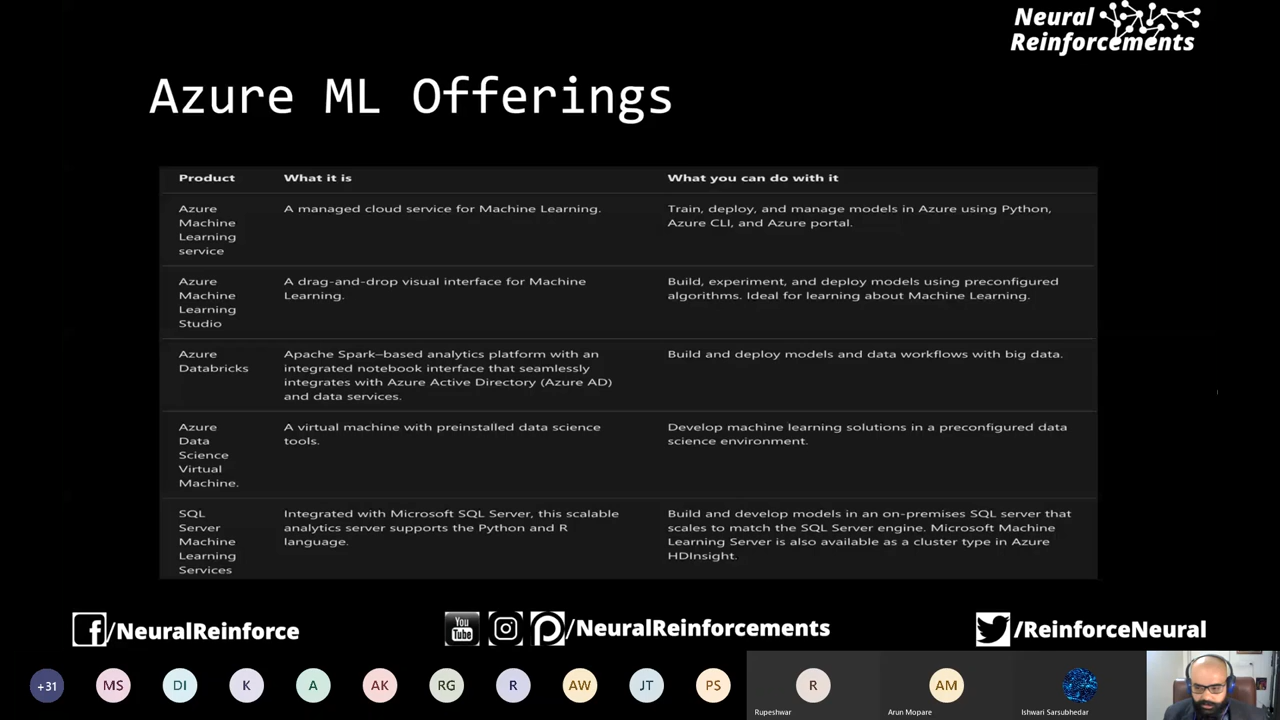 Neural
Reinforcements
Azure ML Offerings
Product What it is What you can do with it
Azure
Machine
Learning
service
A managed cloud service for Machine Learning.
Train, deploy, and manage models in Azure using Python,
Azure CLI, and Azure portal.
Azure
Machine
Learning
Studio
A drag-and-drop visual interface for Machine
Learning.
Build, experiment, and deploy models using preconfigured
algorithms. Ideal for learning about Machine Learning.
Azure
Databricks
Apache Spark–based analytics platform with an
integrated notebook interface that seamlessly
integrates with Azure Active Directory (Azure AD)
and data services.
Build and deploy models and data workflows with big data.
Azure
Data
Science
Virtual
Machine.
A virtual machine with preinstalled data science
tools.
Develop machine learning solutions in a preconfigured data
science environment.
SQL
Server
Machine
Learning
Services
Integrated with Microsoft SQL Server, this scalable
analytics server supports the Python and R
language.
Build and develop models in an on-premises SQL server that
scales to match the SQL Server engine. Microsoft Machine
Learning Server is also available as a cluster type in Azure
HDInsight.
/NeuralReinforce
You
Tube
/NeuralReinforcements
/ReinforceNeural
+31 MS DI K A AK RG R AW JT PS R AM
Rupeshwar Arun Mopare Ishwari Sarsubhedar